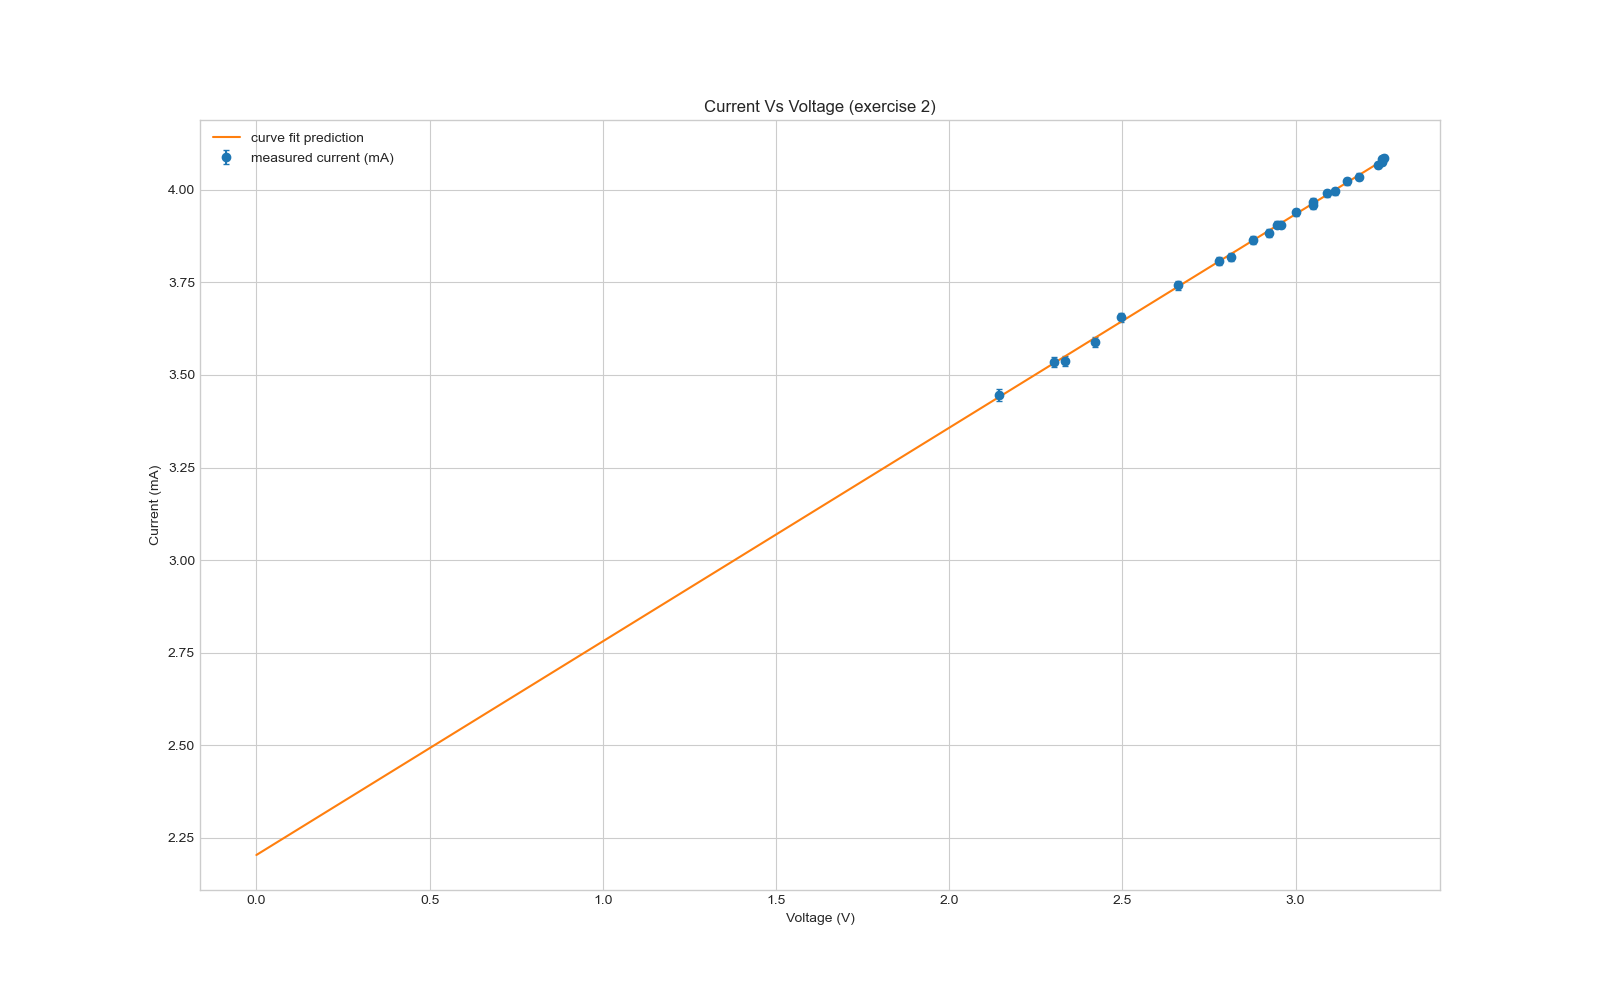 Current Vs Voltage (exercise 2)
curve fit prediction
measured current (mA)
4.00
3.75
3.50
3.25
3.00
2.75
2.50
2.25
Current (mA)
0.0 0.5 1.0 1.5 2.0 2.5 3.0
Voltage (V)